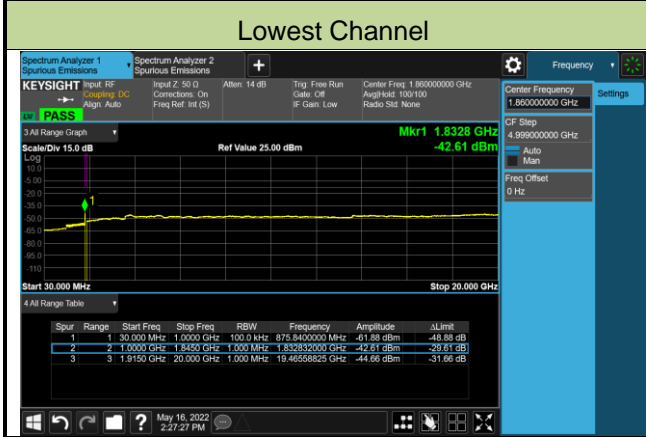 Lowest Channel
Spectrum Analyzer 1
Spurious Emissions
Spectrum Analyzer 2
Spurious Emissions
+
Frequency
KEYSIGHT
Input: RF
Coupling: DC
Align: Auto
Input Z: 50 Ω
Corrections: On
Freq Ref: Int (S)
Atten: 14 dB
Trig: Free Run
Gate: Off
IF Gain: Low
Center Freq: 1.860000000 GHz
Avg|Hold: 100/100
Radio Std: None
LW PASS
Center Frequency
1.860000000 GHz
Settings
CF Step
4.999000000 GHz
Auto
Man
Freq Offset
0 Hz
3 All Range Graph
Mkr1 1.8328 GHz
Scale/Div 15.0 dB
Ref Value 25.00 dBm
-42.61 dBm
Log
10.0
-5.00
-20.0
-35.0
-50.0
-65.0
-80.0
-95.0
-110
1
Start 30.000 MHz
Stop 20.000 GHz
4 All Range Table
Spur Range Start Freq Stop Freq RBW Frequency Amplitude ΔLimit
1 1 30.000 MHz 1.0000 GHz 100.0 kHz 875.8400000 MHz -61.88 dBm -48.88 dB
2 2 1.0000 GHz 1.8450 GHz 1.000 MHz 1.832832000 GHz -42.61 dBm -29.61 dB
3 3 1.9150 GHz 20.000 GHz 1.000 MHz 19.46558825 GHz -44.66 dBm -31.66 dB
?
May 16, 2022
2:27:27 PM